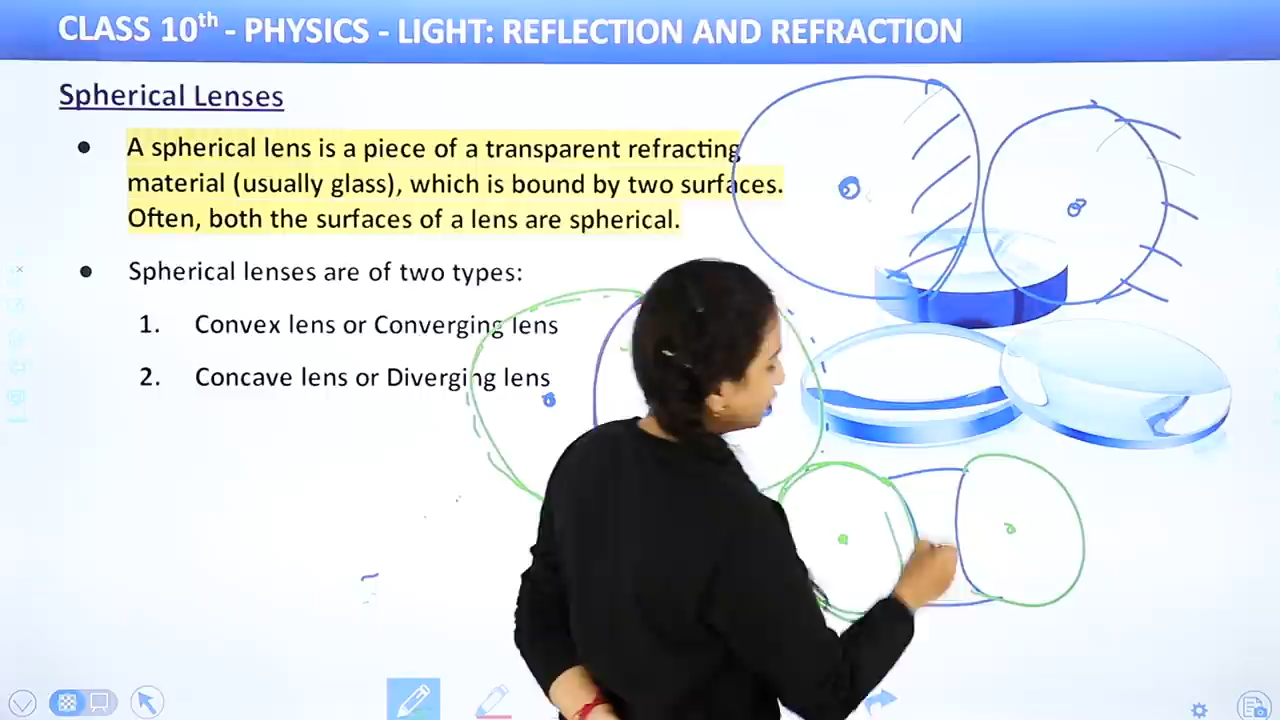 CLASS 10th - PHYSICS - LIGHT: REFLECTION AND REFRACTION
Spherical Lenses
● A spherical lens is a piece of a transparent refracting
material (usually glass), which is bound by two surfaces.
Often, both the surfaces of a lens are spherical.
● Spherical lenses are of two types:
1. Convex lens or Converging lens
2. Concave lens or Diverging lens